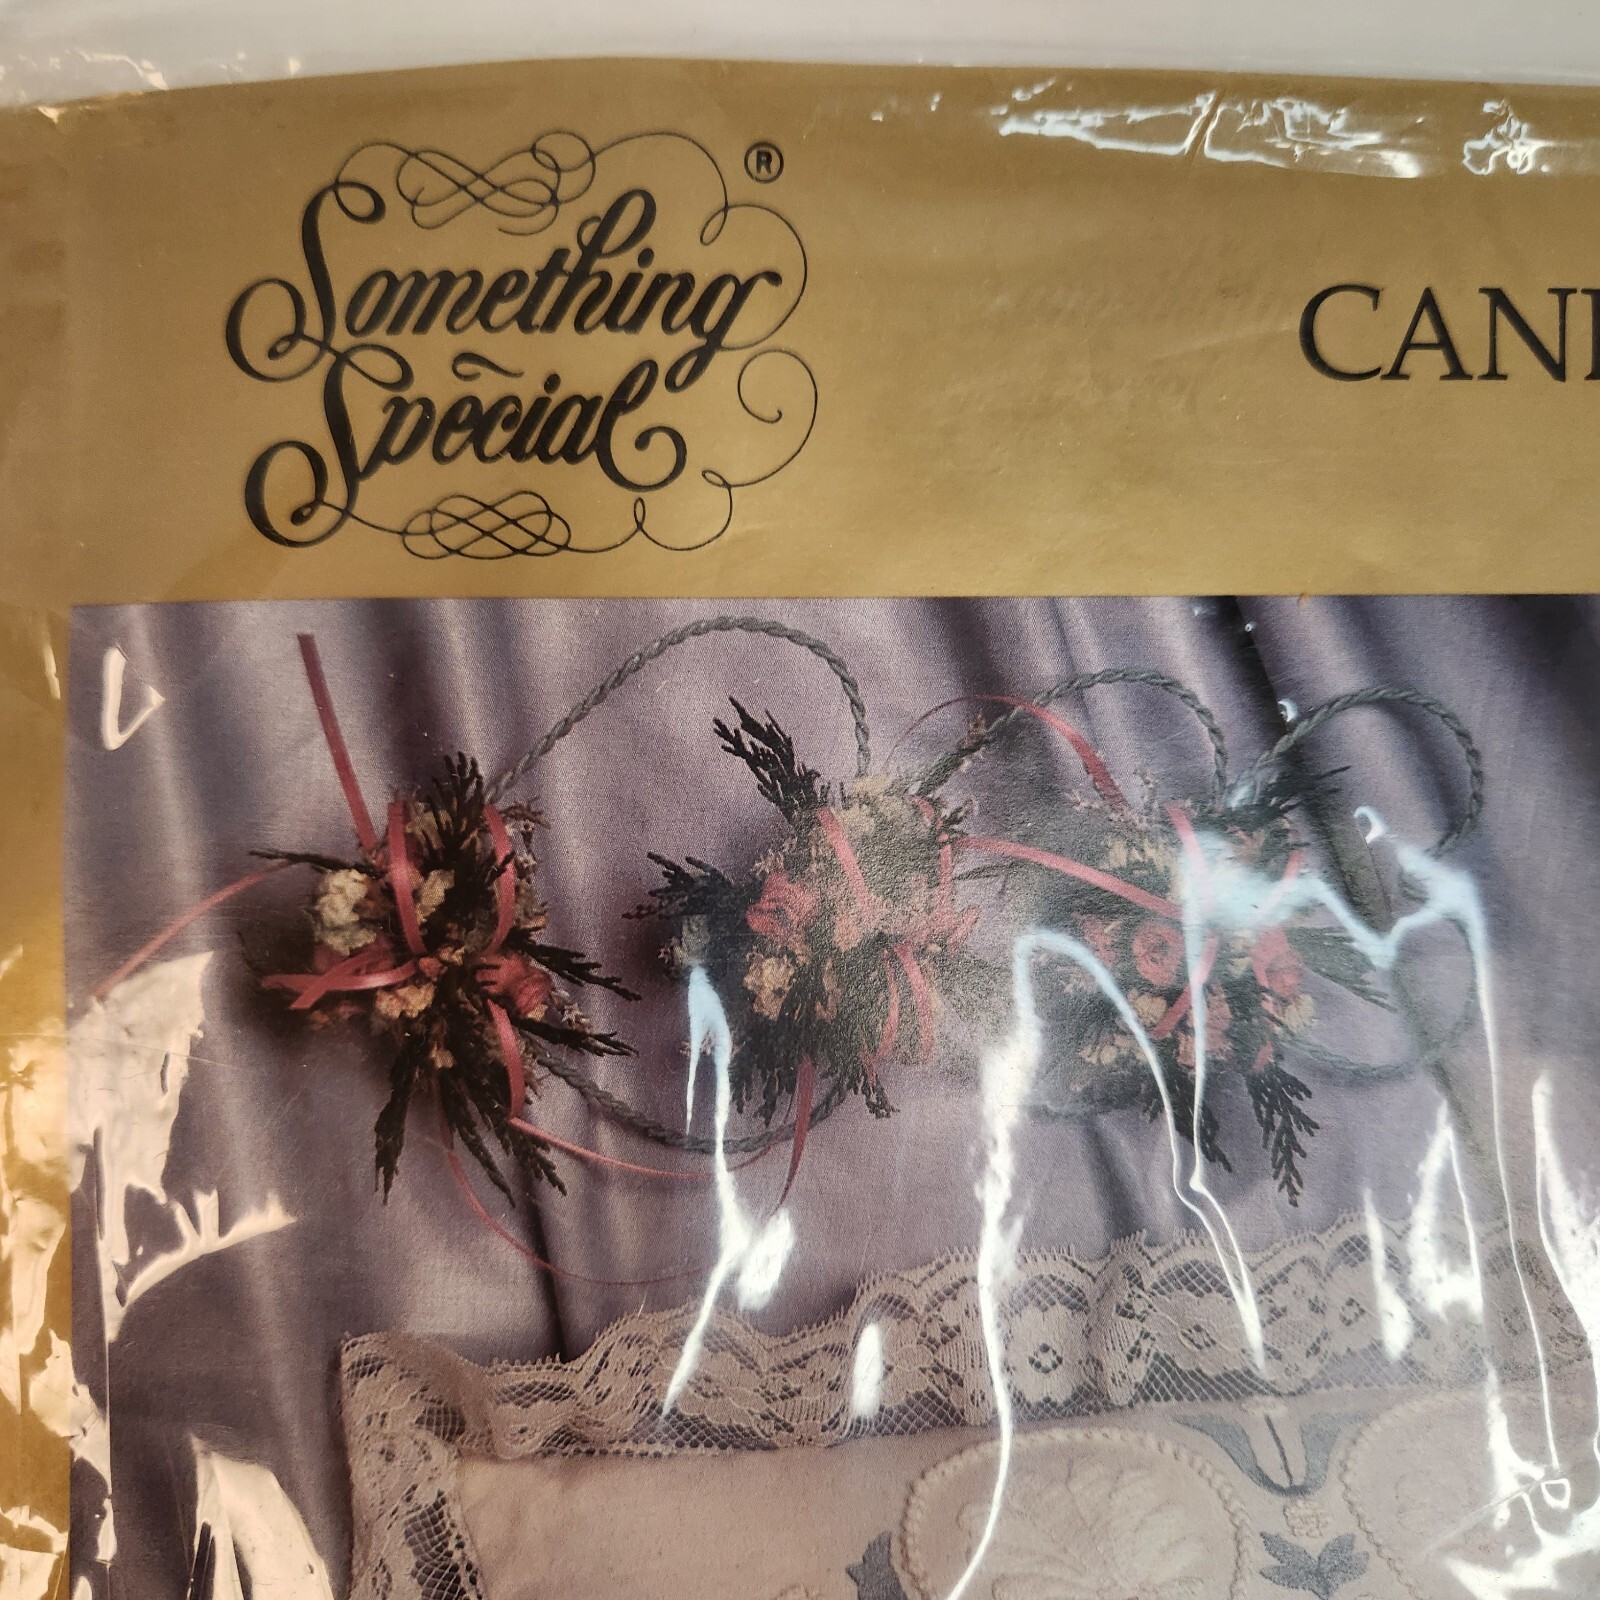 Something ®
Special
CAN